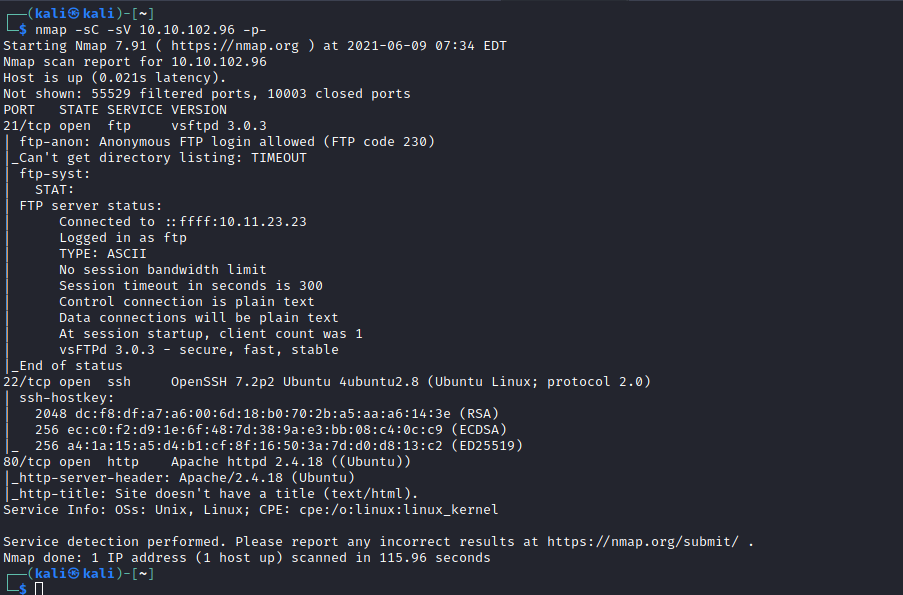 ┌──(kali㉿kali)-[~]
└─$ nmap -sC -sV 10.10.102.96 -p-
Starting Nmap 7.91 ( https://nmap.org ) at 2021-06-09 07:34 EDT
Nmap scan report for 10.10.102.96
Host is up (0.021s latency).
Not shown: 55529 filtered ports, 10003 closed ports
PORT   STATE SERVICE VERSION
21/tcp open  ftp     vsftpd 3.0.3
| ftp-anon: Anonymous FTP login allowed (FTP code 230)
|_Can't get directory listing: TIMEOUT
| ftp-syst:
|   STAT:
| FTP server status:
|      Connected to ::ffff:10.11.23.23
|      Logged in as ftp
|      TYPE: ASCII
|      No session bandwidth limit
|      Session timeout in seconds is 300
|      Control connection is plain text
|      Data connections will be plain text
|      At session startup, client count was 1
|      vsFTPd 3.0.3 - secure, fast, stable
|_End of status
22/tcp open  ssh     OpenSSH 7.2p2 Ubuntu 4ubuntu2.8 (Ubuntu Linux; protocol 2.0)
| ssh-hostkey:
|   2048 dc:f8:df:a7:a6:00:6d:18:b0:70:2b:a5:aa:a6:14:3e (RSA)
|   256 ec:c0:f2:d9:1e:6f:48:7d:38:9a:e3:bb:08:c4:0c:c9 (ECDSA)
|_  256 a4:1a:15:a5:d4:b1:cf:8f:16:50:3a:7d:d0:d8:13:c2 (ED25519)
80/tcp open  http    Apache httpd 2.4.18 ((Ubuntu))
|_http-server-header: Apache/2.4.18 (Ubuntu)
|_http-title: Site doesn't have a title (text/html).
Service Info: OSs: Unix, Linux; CPE: cpe:/o:linux:linux_kernel

Service detection performed. Please report any incorrect results at https://nmap.org/submit/ .
Nmap done: 1 IP address (1 host up) scanned in 115.96 seconds
┌──(kali㉿kali)-[~]
└─$